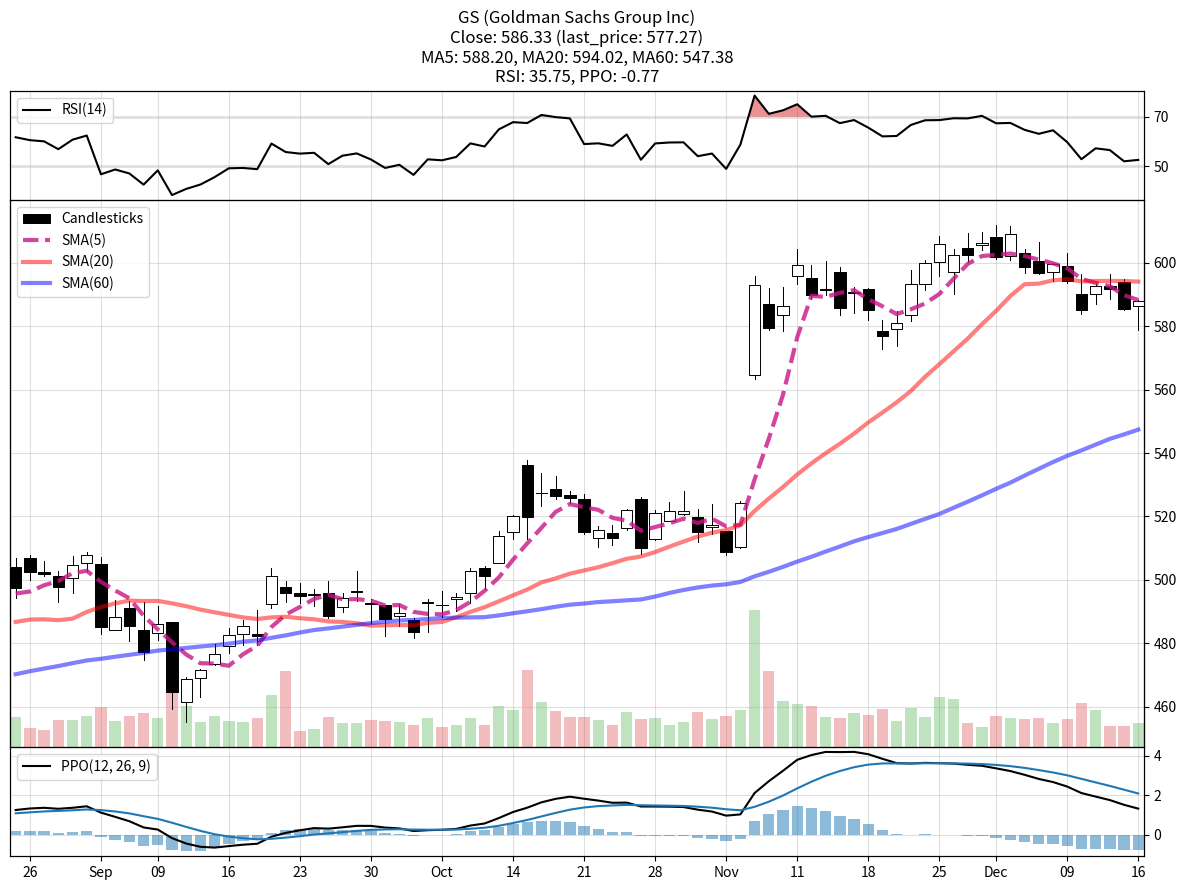 GS (Goldman Sachs Group Inc)
Close: 586.33 (last_price: 577.27)
MA5: 588.20, MA20: 594.02, MA60: 547.38
RSI: 35.75, PPO: -0.77
RSI(14)
70
50
Candlesticks
SMA(5)
SMA(20)
SMA(60)
600
580
560
540
520
500
480
460
PPO(12, 26, 9)
4
2
0
26 Sep 09 16 23 30 Oct 14 21 28 Nov 11 18 25 Dec 09 16